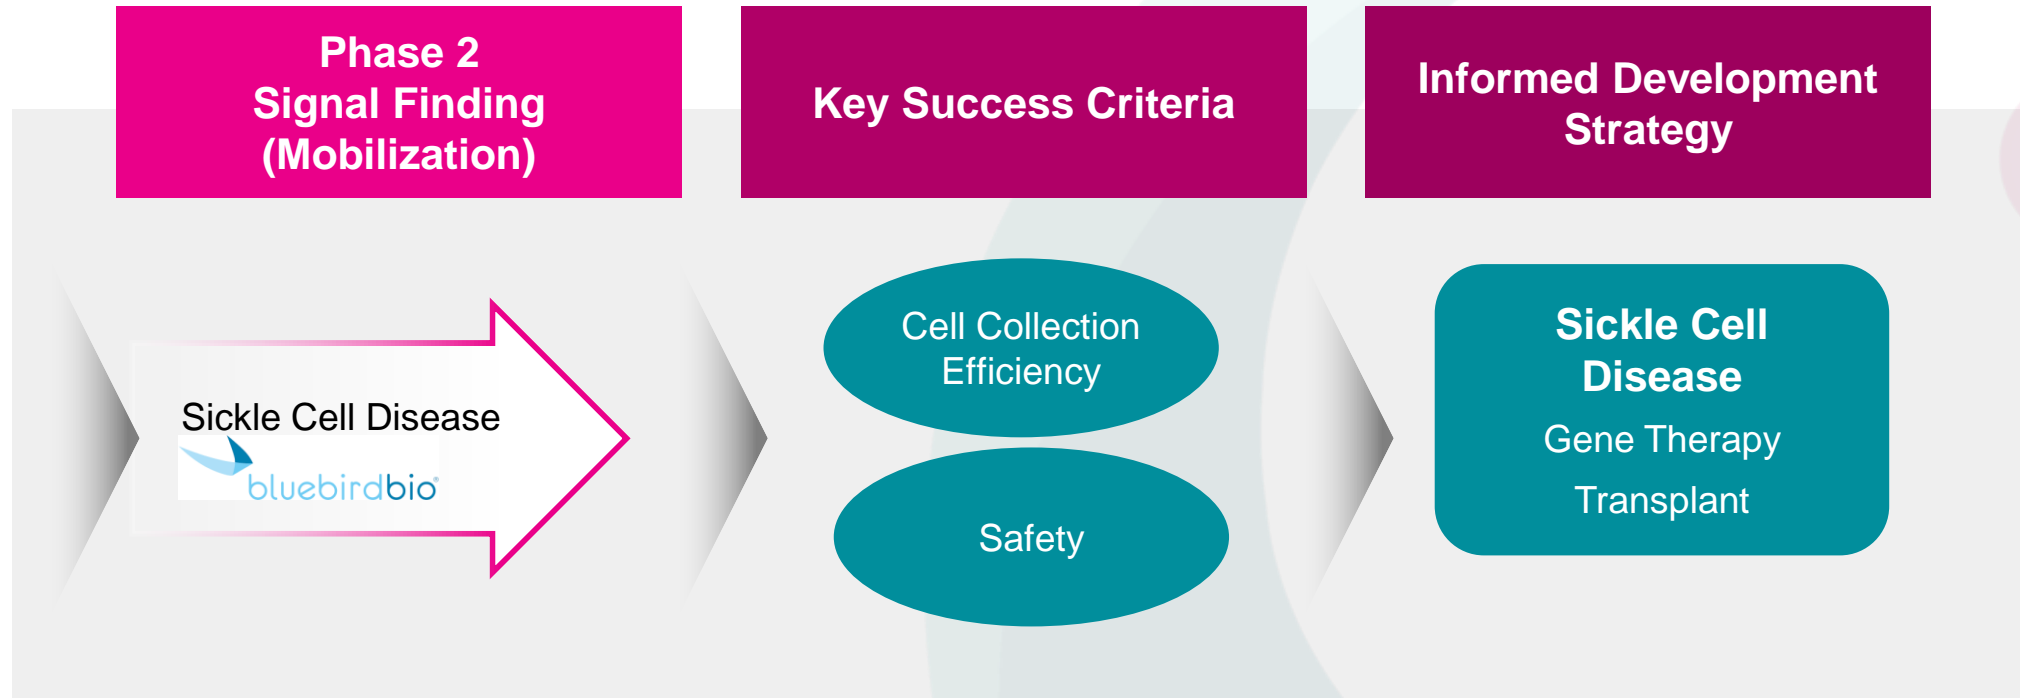 Phase 2
Signal Finding
(Mobilization)
Key Success Criteria
Informed Development
Strategy
Sickle Cell Disease
bluebirdbio®
Cell Collection
Efficiency
Safety
Sickle Cell
Disease
Gene Therapy
Transplant